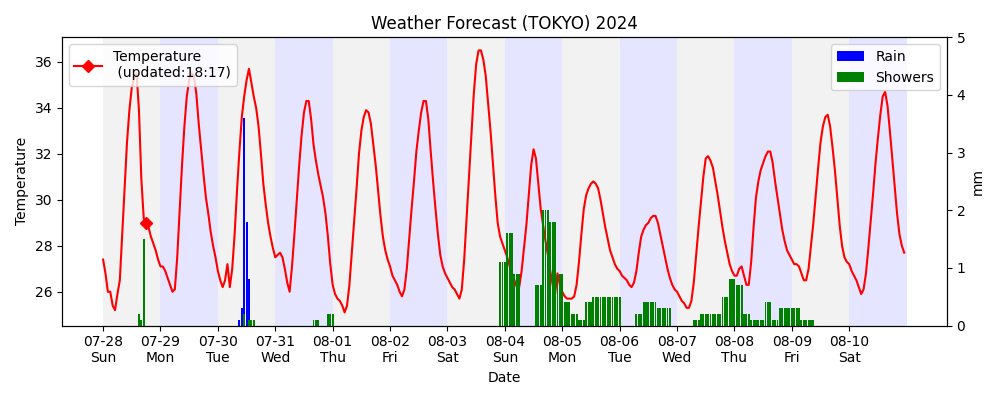 Weather Forecast (TOKYO) 2024
Temperature
(updated:18:17)
Rain
Showers
Temperature
36
34
32
30
28
26
5
4
3
2
1
0
mm
07-28 07-29 07-30 07-31 08-01 08-02 08-03 08-04 08-05 08-06 08-07 08-08 08-09 08-10
Sun Mon Tue Wed Thu Fri Sat Sun Mon Tue Wed Thu Fri Sat
Date